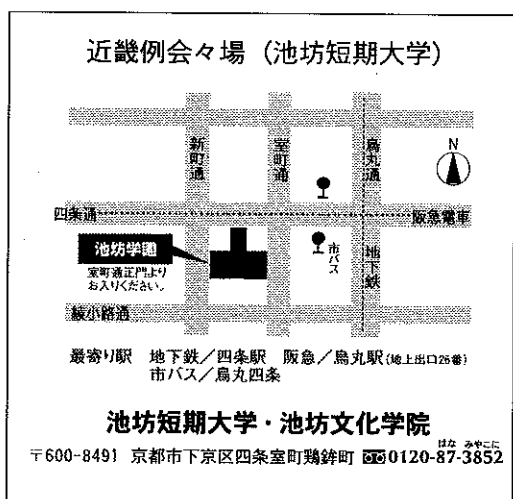 近畿例会々場(池坊短期大学)
新町通
室町通
烏丸通
N
四条通
阪急電車
池坊学園
室町通正門より
お入りください。
市バス
地下鉄
綾小路通
最寄り駅 地下鉄/四条駅 阪急/烏丸駅(地上出口26番)
市バス/烏丸四条
池坊短期大学・池坊文化学院
はな みやこに
〒600-8491 京都市下京区四条室町鶏鉾町 0120-87-3852